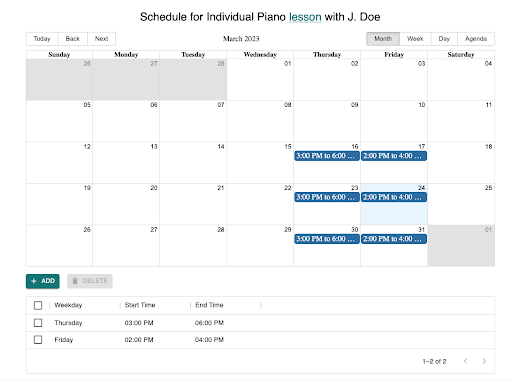 Schedule for Individual Piano lesson with J. Doe
Today Back Next March 2023 Month Week Day Agenda
Sunday Monday Tuesday Wednesday Thursday Friday Saturday
26 27 28 01 02 03 04
05 06 07 08 09 10 11
12 13 14 15 16 17 18
3:00 PM to 6:00 ... 2:00 PM to 4:00 ...
19 20 21 22 23 24 25
3:00 PM to 6:00 ... 2:00 PM to 4:00 ...
26 27 28 29 30 31 01
3:00 PM to 6:00 ... 2:00 PM to 4:00 ...
+ ADD DELETE
Weekday Start Time End Time
Thursday 03:00 PM 06:00 PM
Friday 02:00 PM 04:00 PM
1–2 of 2